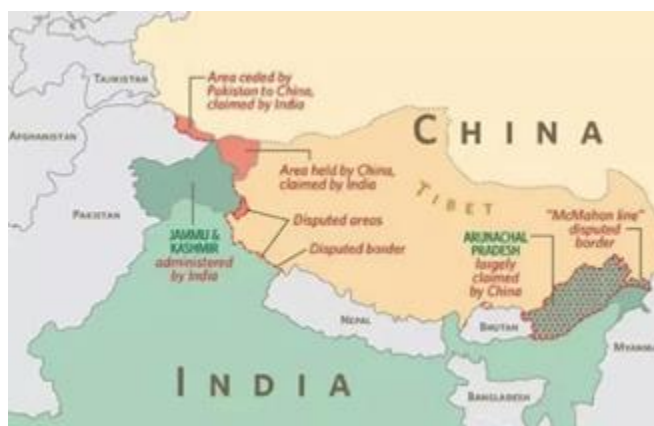 TAJIKISTAN
Area ceded by
Pakistan to China,
claimed by India
CHINA
AFGHANISTAN
Area held by China,
claimed by India
TIBET
PAKISTAN
JAMMU &
KASHMIR
administered
by India
Disputed areas
Disputed border
ARUNACHAL
PRADESH
largely
claimed
by China
"McMahon line"
disputed
border
NEPAL
BHUTAN
MYANMA
INDIA
BANGLADESH